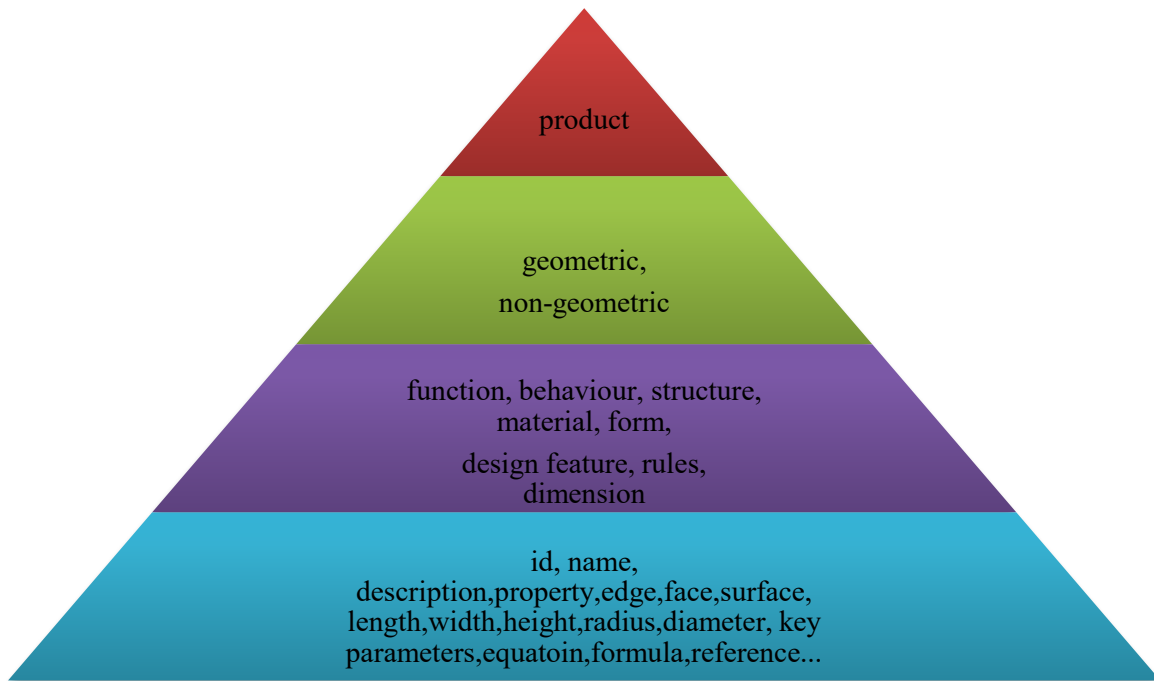 product
geometric,
non-geometric
function, behaviour, structure,
material, form,
design feature, rules,
dimension
id, name,
description,property,edge,face,surface,
length,width,height,radius,diameter, key
parameters,equatoin,formula,reference...